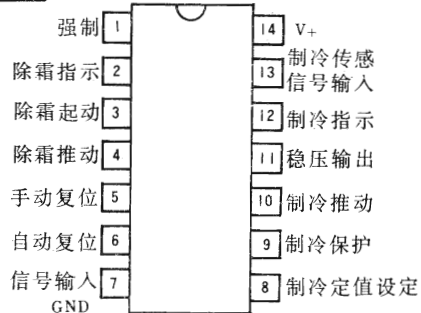 强制 1
除霜指示 2
除霜起动 3
除霜推动 4
手动复位 5
自动复位 6
信号输入 7
GND
14 V+
13 制冷传感
信号输入
12 制冷指示
11 稳压输出
10 制冷推动
9 制冷保护
8 制冷定值设定